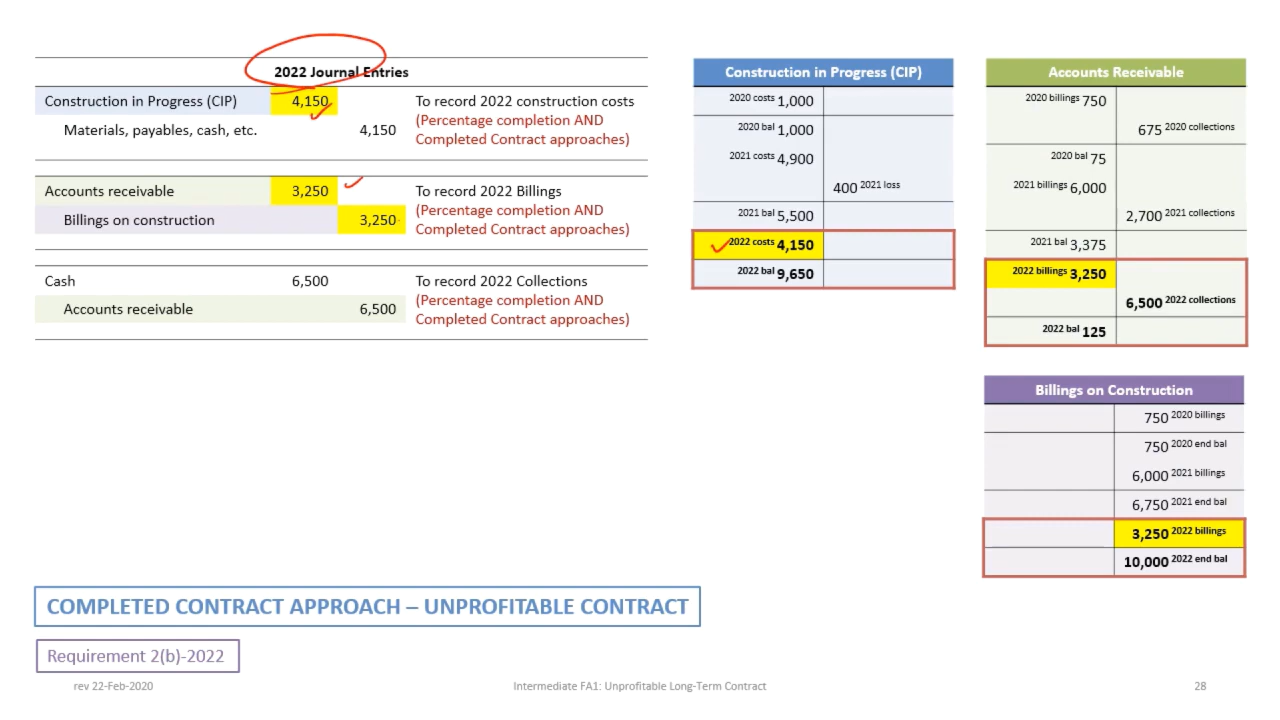 2022 Journal Entries
Construction in Progress (CIP) 4,150 To record 2022 construction costs
(Percentage completion AND
Materials, payables, cash, etc. 4,150
Completed Contract approaches)
Accounts receivable 3,250 To record 2022 Billings
(Percentage completion AND
Billings on construction 3,250
Completed Contract approaches)
Cash 6,500 To record 2022 Collections
(Percentage completion AND
Accounts receivable 6,500
Completed Contract approaches)
Construction in Progress (CIP)
2020 costs 1,000
2020 bal 1,000
2021 costs 4,900
400 2021 loss
2021 bal 5,500
2022 costs 4,150
2022 bal 9,650
Accounts Receivable
2020 billings 750
675 2020 collections
2020 bal 75
2021 billings 6,000
2,700 2021 collections
2021 bal 3,375
2022 billings 3,250
6,500 2022 collections
2022 bal 125
Billings on Construction
750 2020 billings
750 2020 end bal
6,000 2021 billings
6,750 2021 end bal
3,250 2022 billings
10,000 2022 end bal
COMPLETED CONTRACT APPROACH – UNPROFITABLE CONTRACT
Requirement 2(b)-2022
rev 22-Feb-2020 Intermediate FA1: Unprofitable Long-Term Contract 28